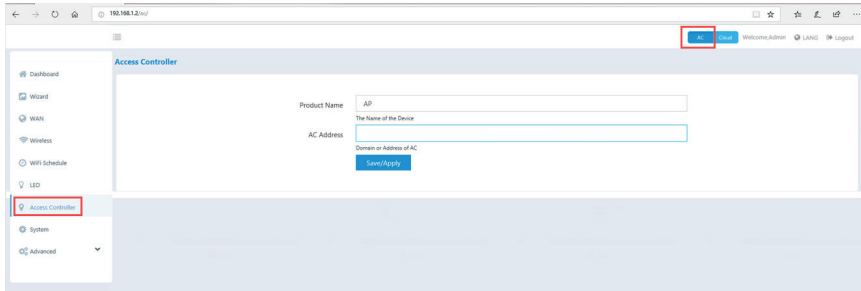 192.168.1.2/ac/
AC Cloud Welcome,Admin LANG Logout
Access Controller
Dashboard
Wizard
WAN
Wireless
WiFi Schedule
LED
Access Controller
System
Advanced
Product Name AP
The Name of the Device
AC Address
Domain or Address of AC
Save/Apply